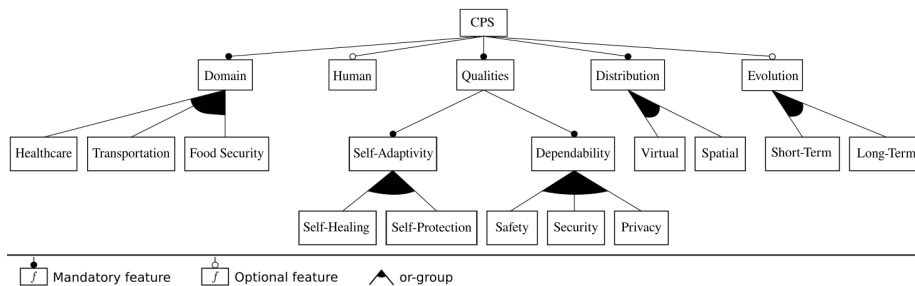 CPS
Domain Human Qualities Distribution Evolution
Healthcare Transportation Food Security Self-Adaptivity Dependability Virtual Spatial Short-Term Long-Term
Self-Healing Self-Protection Safety Security Privacy
f Mandatory feature f Optional feature or-group